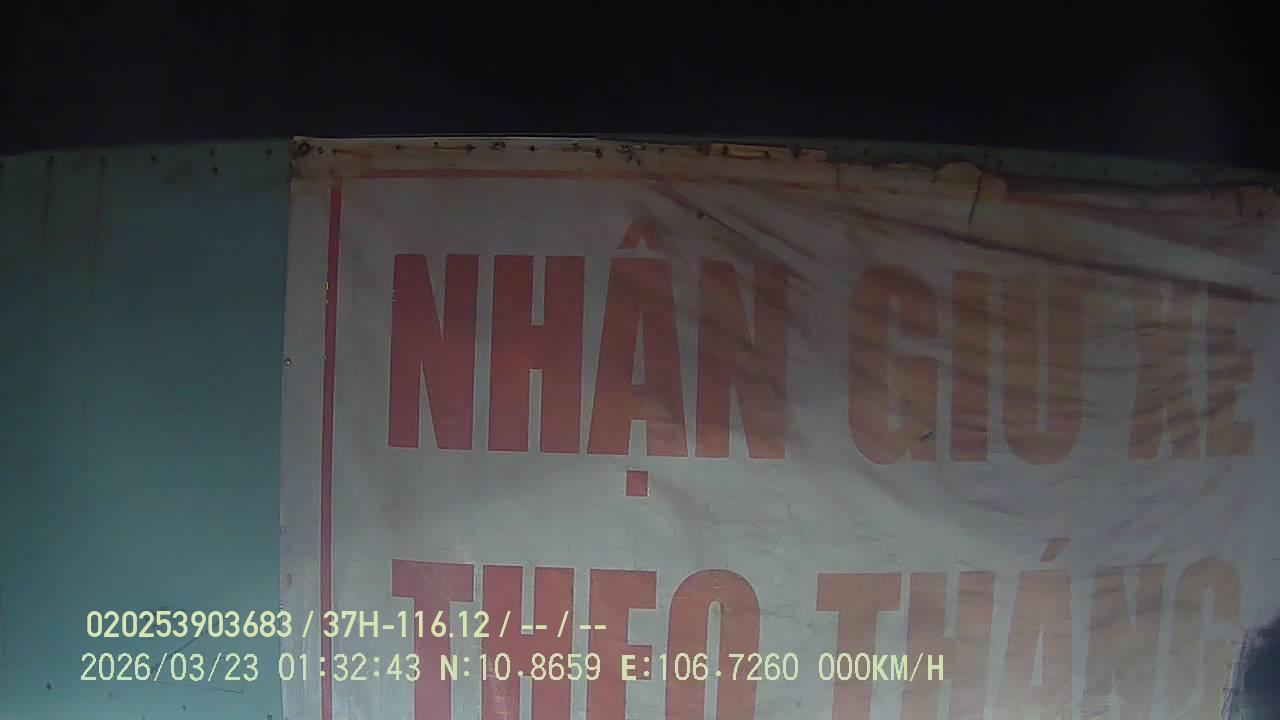 NHẬN GIU XE
THEO THÁNG
020253903683 / 37H-116.12 / -- / --
2026/03/23 01:32:43 N:10.8659 E:106.7260 000KM/H